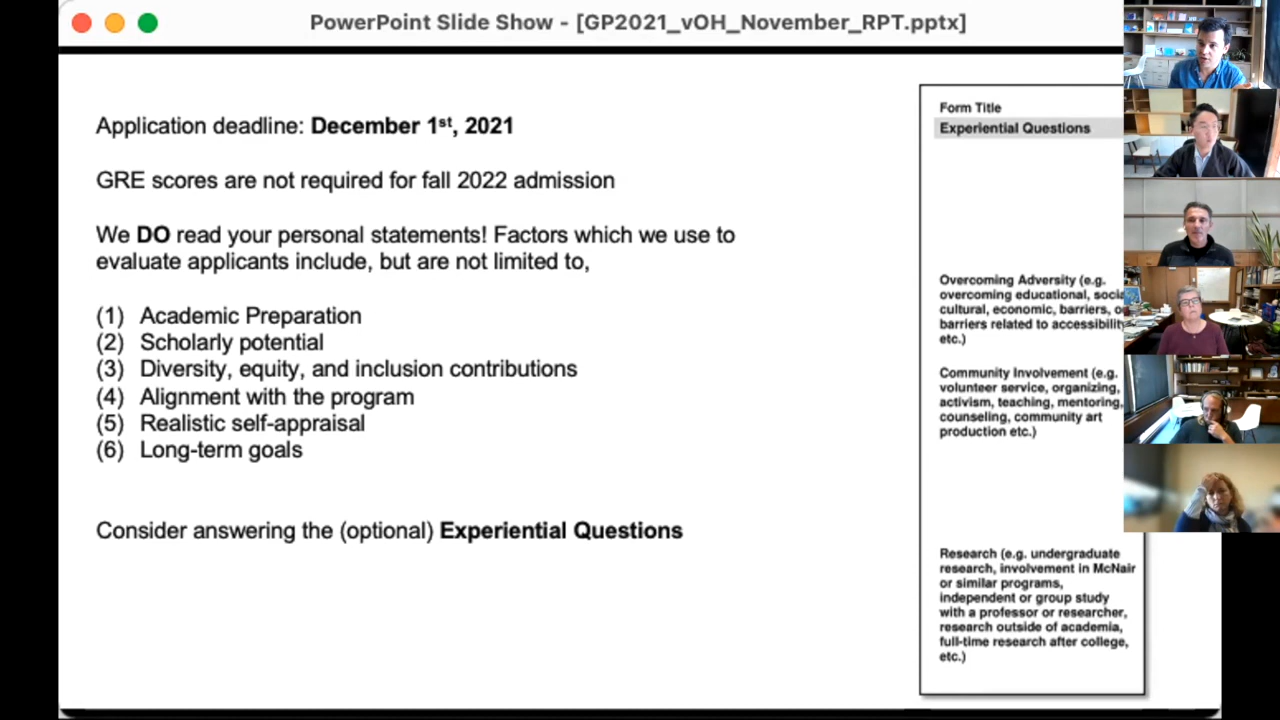 PowerPoint Slide Show - [GP2021_vOH_November_RPT.pptx]
Application deadline: December 1st, 2021
GRE scores are not required for fall 2022 admission
We DO read your personal statements! Factors which we use to
evaluate applicants include, but are not limited to,
(1) Academic Preparation
(2) Scholarly potential
(3) Diversity, equity, and inclusion contributions
(4) Alignment with the program
(5) Realistic self-appraisal
(6) Long-term goals
Consider answering the (optional) Experiential Questions
Form Title
Experiential Questions
Overcoming Adversity (e.g.
overcoming educational,
cultural, economic, barriers,
barriers related to accessibility
etc.)
Community Involvement (e.g.
volunteer service, organizing,
activism, teaching, mentoring,
counseling, community art
production etc.)
Research (e.g. undergraduate
research, involvement in McNair
or similar programs,
independent or group study
with a professor or researcher,
research outside of academia,
full-time research after college,
etc.)